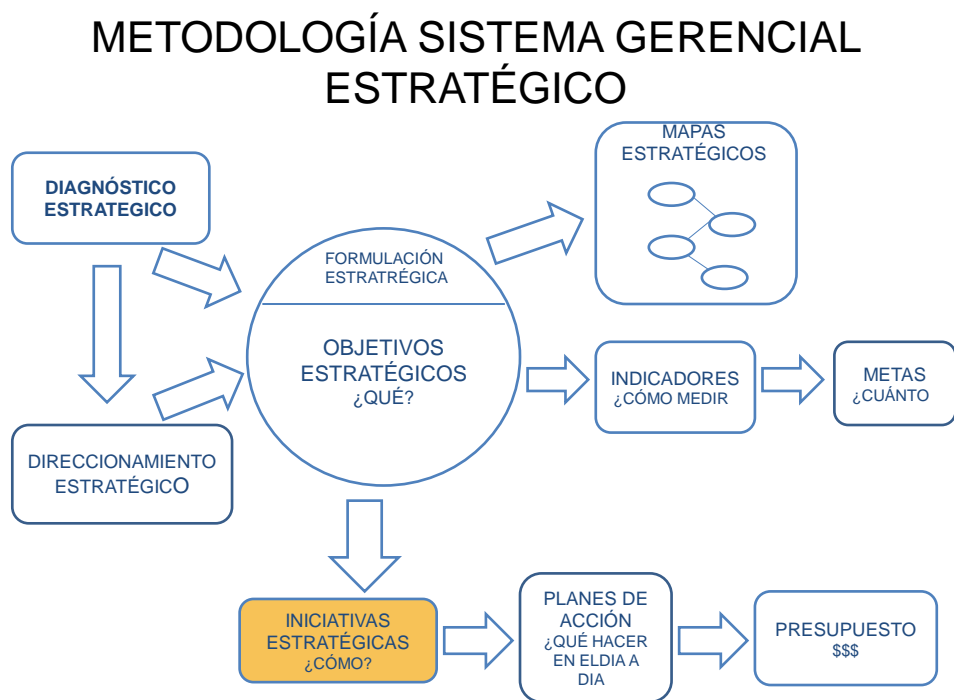 METODOLOGÍA SISTEMA GERENCIAL
ESTRATÉGICO
DIAGNÓSTICO
ESTRATEGICO
MAPAS
ESTRATÉGICOS
FORMULACIÓN
ESTRATRÉGICA
OBJETIVOS
ESTRATÉGICOS
¿QUÉ?
INDICADORES
¿CÓMO MEDIR
METAS
¿CUÁNTO
DIRECCIONAMIENTO
ESTRATÉGICO
INICIATIVAS
ESTRATÉGICAS
¿CÓMO?
PLANES DE
ACCIÓN
¿QUÉ HACER
EN ELDIA A
DIA
PRESUPUESTO
$$$